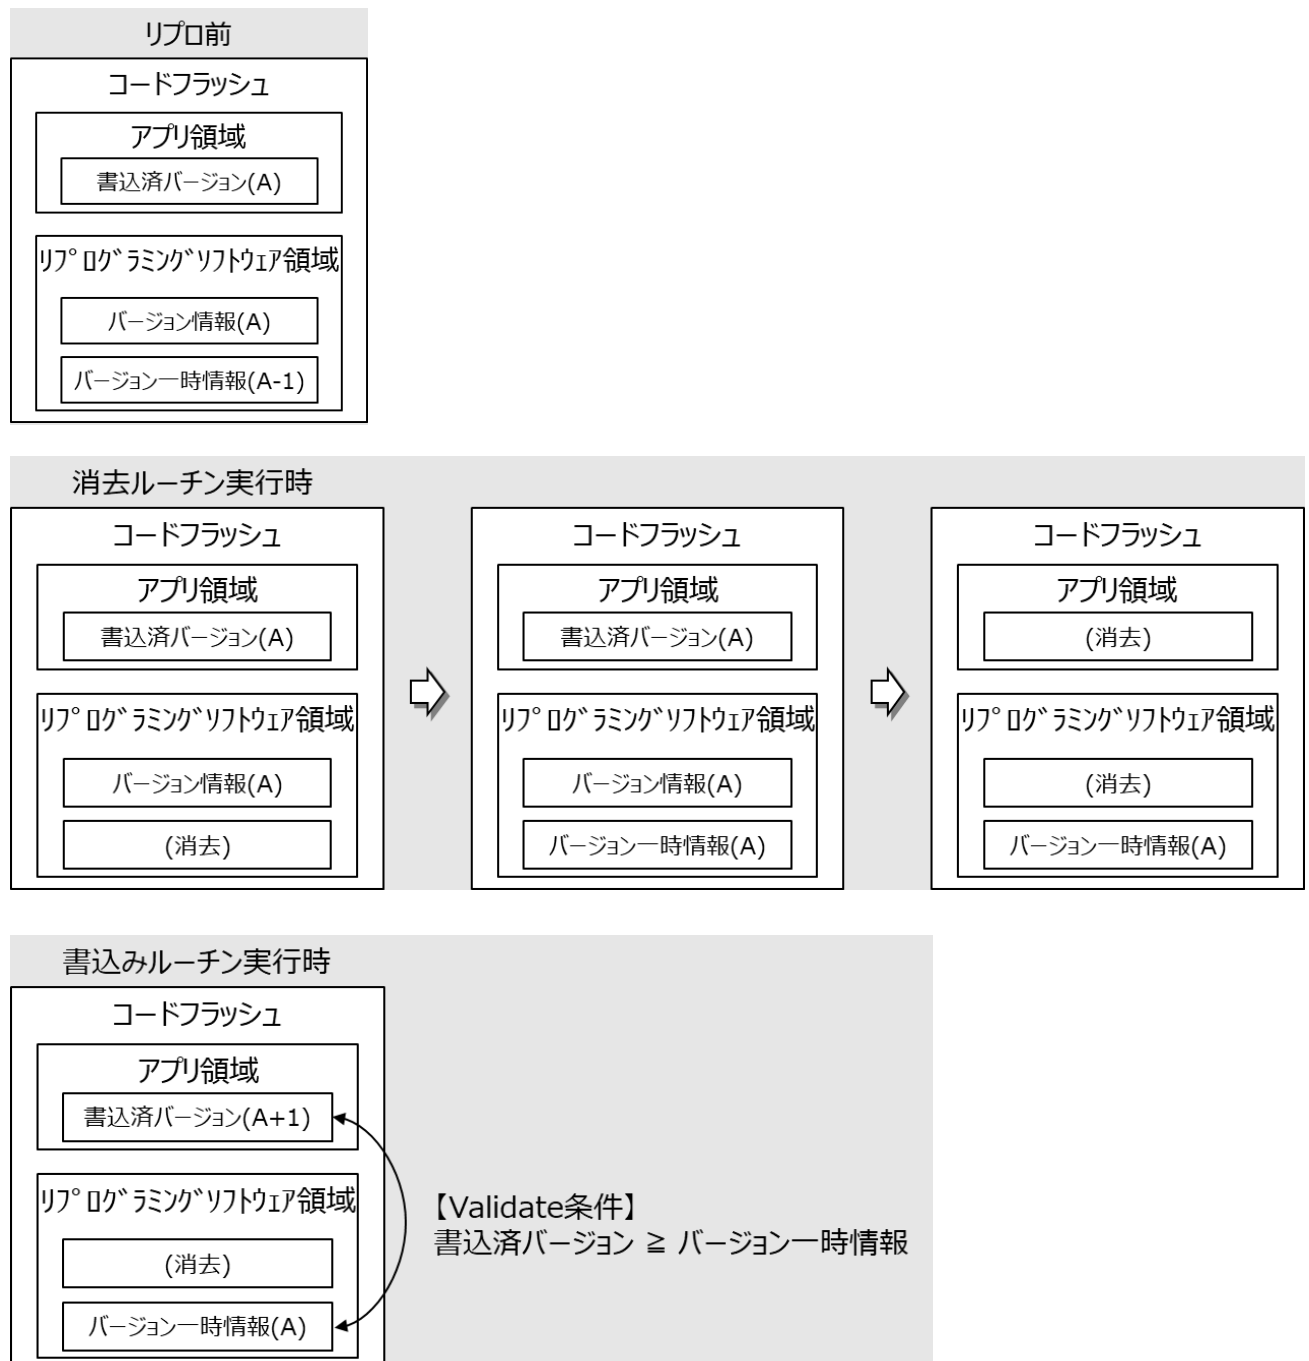 リプロ前
コードフラッシュ
アプリ領域
書込済バージョン(A)
ﾘﾌﾟﾛｸﾞﾗﾐﾝｸﾞｿﾌﾄｳｪｱ領域
バージョン情報(A)
バージョン一時情報(A-1)
消去ルーチン実行時
コードフラッシュ
アプリ領域
書込済バージョン(A)
ﾘﾌﾟﾛｸﾞﾗﾐﾝｸﾞｿﾌﾄｳｪｱ領域
バージョン情報(A)
(消去)
コードフラッシュ
アプリ領域
書込済バージョン(A)
ﾘﾌﾟﾛｸﾞﾗﾐﾝｸﾞｿﾌﾄｳｪｱ領域
バージョン情報(A)
バージョン一時情報(A)
コードフラッシュ
アプリ領域
(消去)
ﾘﾌﾟﾛｸﾞﾗﾐﾝｸﾞｿﾌﾄｳｪｱ領域
(消去)
バージョン一時情報(A)
書込みルーチン実行時
コードフラッシュ
アプリ領域
書込済バージョン(A+1)
ﾘﾌﾟﾛｸﾞﾗﾐﾝｸﾞｿﾌﾄｳｪｱ領域
(消去)
バージョン一時情報(A)
【Validate条件】
書込済バージョン ≧ バージョン一時情報